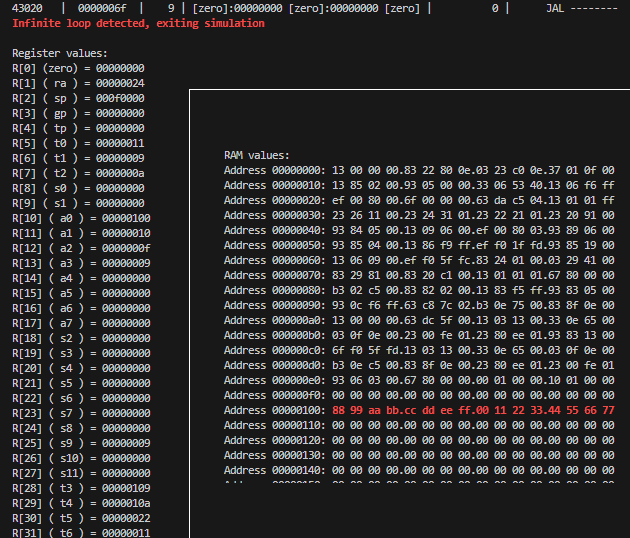 43020 | 0000006f | 9 | [zero]:00000000 [zero]:00000000 [zero] | 0 | JAL --------
Infinite loop detected, exiting simulation
Register values:
R[0] (zero) = 00000000
R[1] ( ra ) = 00000024
R[2] ( sp ) = 000f0000
R[3] ( gp ) = 00000000
R[4] ( tp ) = 00000000
R[5] ( t0 ) = 00000011
R[6] ( t1 ) = 00000009
R[7] ( t2 ) = 0000000a
R[8] ( s0 ) = 00000000
R[9] ( s1 ) = 00000000
R[10] ( a0 ) = 00000100
R[11] ( a1 ) = 00000010
R[12] ( a2 ) = 0000000f
R[13] ( a3 ) = 00000009
R[14] ( a4 ) = 00000000
R[15] ( a5 ) = 00000000
R[16] ( a6 ) = 00000000
R[17] ( a7 ) = 00000000
R[18] ( s2 ) = 00000000
R[19] ( s3 ) = 00000000
R[20] ( s4 ) = 00000000
R[21] ( s5 ) = 00000000
R[22] ( s6 ) = 00000000
R[23] ( s7 ) = 00000000
R[24] ( s8 ) = 00000000
R[25] ( s9 ) = 00000009
R[26] ( s10) = 00000000
R[27] ( s11) = 00000000
R[28] ( t3 ) = 00000109
R[29] ( t4 ) = 0000010a
R[30] ( t5 ) = 00000022
R[31] ( t6 ) = 00000011
RAM values:
Address 00000000: 13 00 00 00.83 22 80 0e.03 23 c0 0e.37 01 0f 00
Address 00000010: 13 85 02 00.93 05 00 00.33 06 53 40.13 06 f6 ff
Address 00000020: ef 00 80 00.6f 00 00 00.63 da c5 04.13 01 01 ff
Address 00000030: 23 26 11 00.23 24 31 01.23 22 21 01.23 20 91 00
Address 00000040: 93 84 05 00.13 09 06 00.ef 00 80 03.93 89 06 00
Address 00000050: 93 85 04 00.13 86 f9 ff.ef f0 1f fd.93 85 19 00
Address 00000060: 13 06 09 00.ef f0 5f fc.83 24 01 00.03 29 41 00
Address 00000070: 83 29 81 00.83 20 c1 00.13 01 01 01.67 80 00 00
Address 00000080: b3 02 c5 00.83 82 02 00.13 83 f5 ff.93 83 05 00
Address 00000090: 93 0c f6 ff.63 c8 7c 02.b3 0e 75 00.83 8f 0e 00
Address 000000a0: 13 00 00 00.63 dc 5f 00.13 03 13 00.33 0e 65 00
Address 000000b0: 03 0f 0e 00.23 00 fe 01.23 80 ee 01.93 83 13 00
Address 000000c0: 6f f0 5f fd.13 03 13 00.33 0e 65 00.03 0f 0e 00
Address 000000d0: b3 0e c5 00.83 8f 0e 00.23 80 ee 01.23 00 fe 01
Address 000000e0: 93 06 03 00.67 80 00 00.00 01 00 00.10 01 00 00
Address 000000f0: 00 00 00 00.00 00 00 00.00 00 00 00.00 00 00 00
Address 00000100: 88 99 aa bb.cc dd ee ff.00 11 22 33.44 55 66 77
Address 00000110: 00 00 00 00.00 00 00 00.00 00 00 00.00 00 00 00
Address 00000120: 00 00 00 00.00 00 00 00.00 00 00 00.00 00 00 00
Address 00000130: 00 00 00 00.00 00 00 00.00 00 00 00.00 00 00 00
Address 00000140: 00 00 00 00.00 00 00 00.00 00 00 00.00 00 00 00